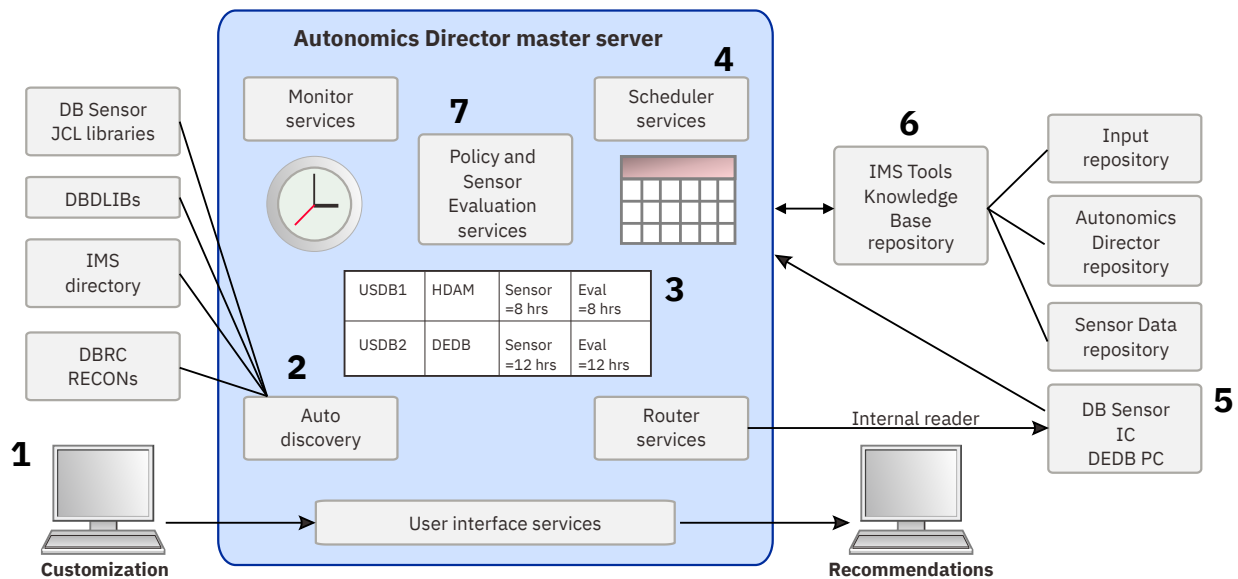 Autonomics Director master server
4
Monitor
services
Scheduler
services
7
Policy and
Sensor
Evaluation
services
DB Sensor
JCL libraries
DBDLIBs
IMS
directory
DBRC
RECONs
6
IMS Tools
Knowledge
Base
repository
Input
repository
Autonomics
Director
repository
Sensor Data
repository
USDB1 HDAM Sensor =8 hrs Eval =8 hrs
USDB2 DEDB Sensor =12 hrs Eval =12 hrs
3
2
Auto
discovery
Router
services
Internal reader
DB Sensor
IC
DEDB PC
5
1
User interface services
Customization
Recommendations